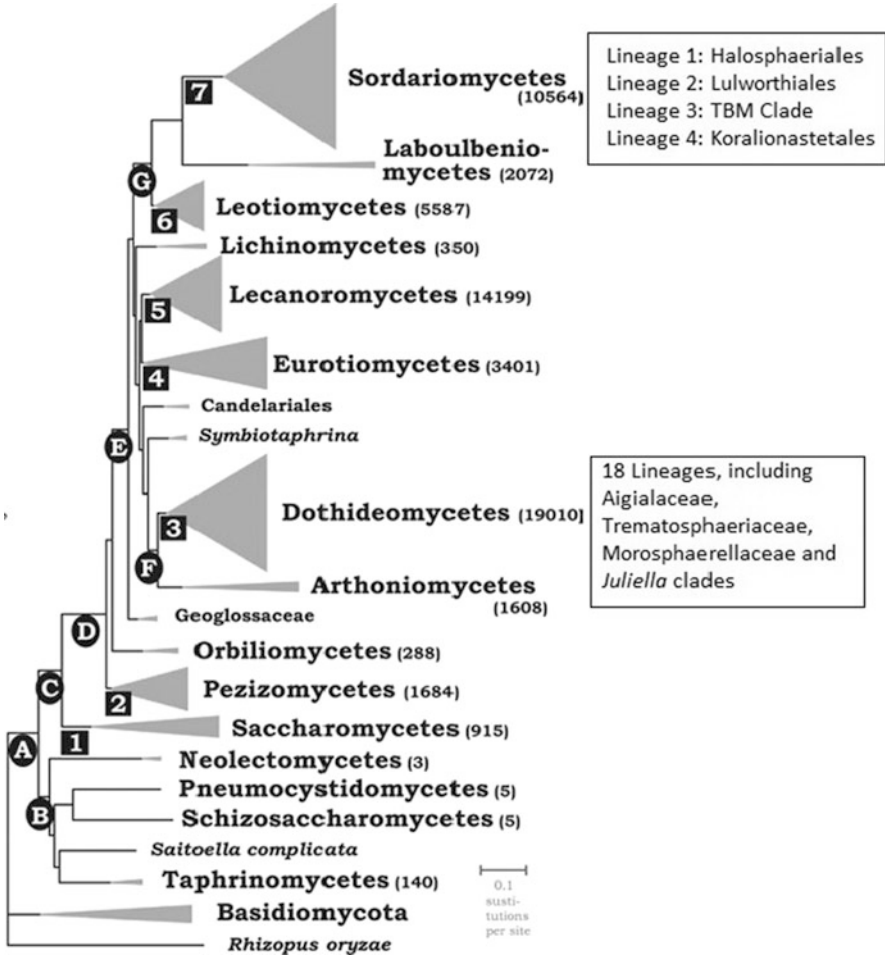 7
Sordariomycetes
(10564)
Lineage 1: Halosphaeriales
Lineage 2: Lulworthiales
Lineage 3: TBM Clade
Lineage 4: Koralionastetales
Laboulbenio-
mycetes (2072)
G
6
Leotiomycetes (5587)
Lichinomycetes (350)
5
Lecanoromycetes (14199)
4
Eurotiomycetes (3401)
Candelariales
E
Symbiotaphrina
3
Dothideomycetes (19010)
18 Lineages, including
Aigialaceae,
Trematosphaeriaceae,
Morosphaerellaceae and
Juliella clades
F
Arthoniomycetes
(1608)
Geoglossaceae
D
Orbiliomycetes (288)
C
2
Pezizomycetes (1684)
A
1
Saccharomycetes (915)
Neolectomycetes (3)
B
Pneumocystidomycetes (5)
Schizosaccharomycetes (5)
Saitoella complicata
Taphrinomycetes (140)
0.1
susti-
tutions
per site
Basidiomycota
Rhizopus oryzae